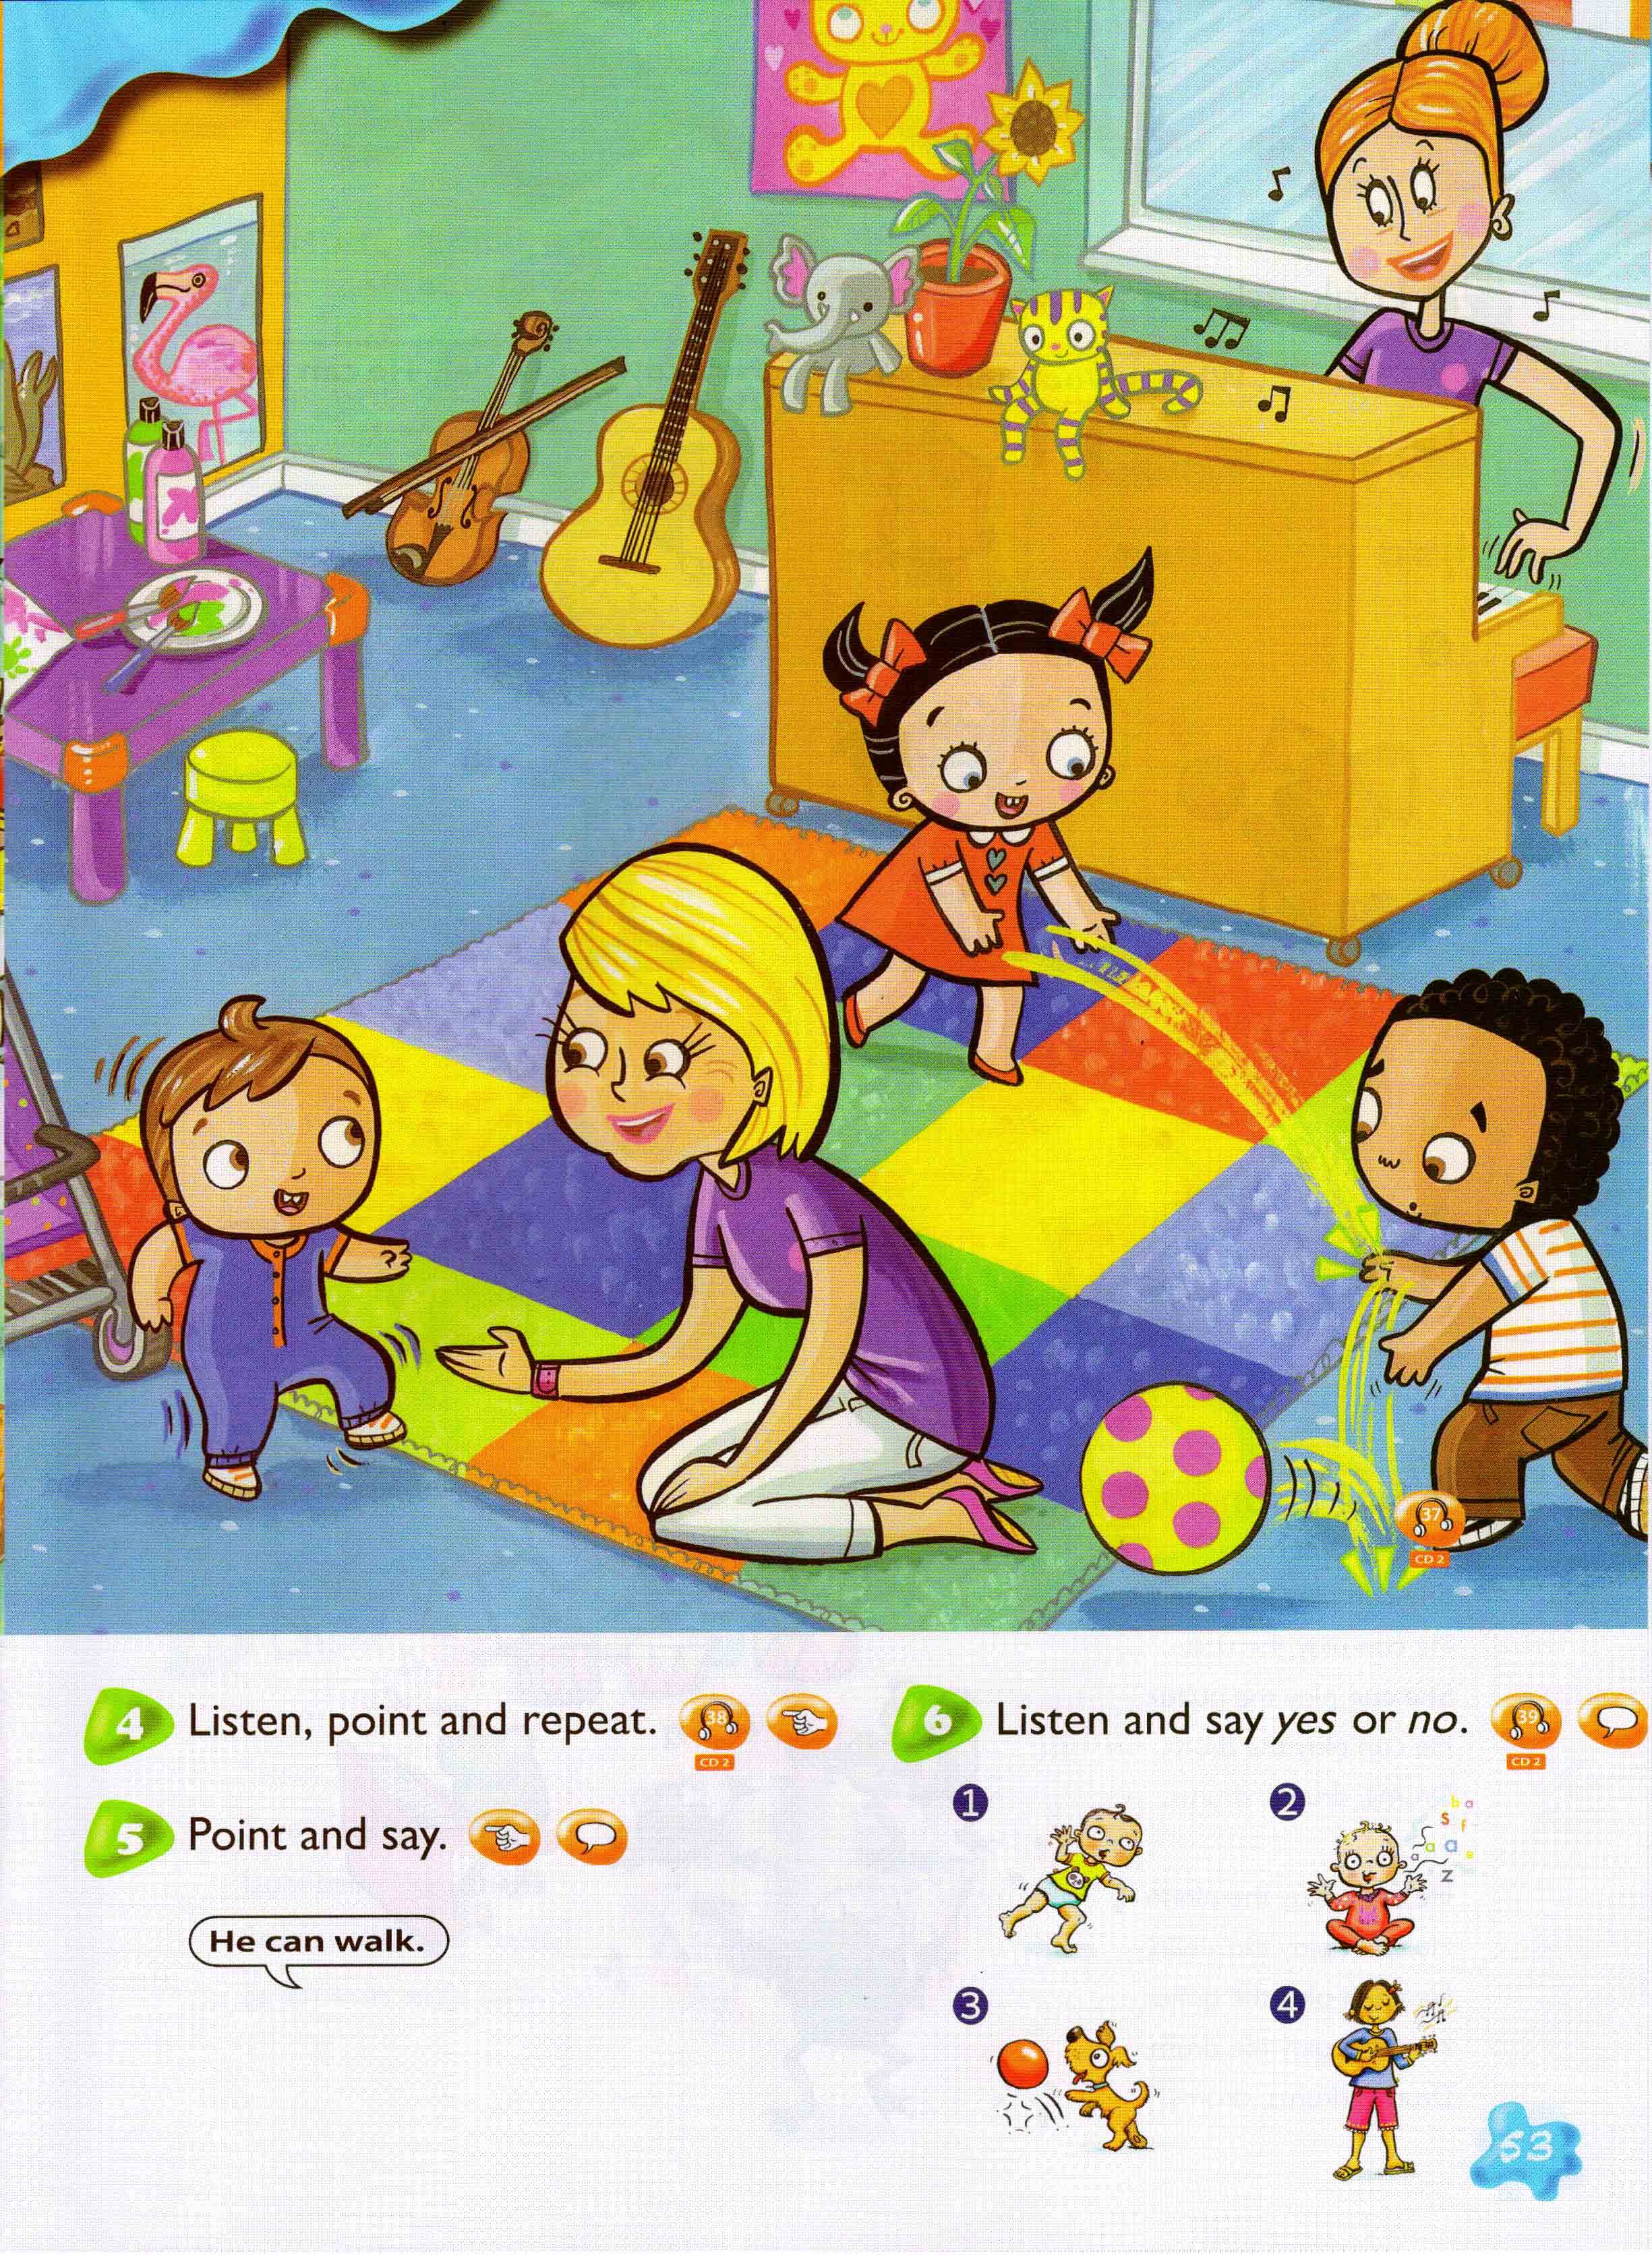 37
CD 2
4 Listen, point and repeat. 38
CD 2
5 Point and say.
He can walk.
6 Listen and say yes or no. 39
CD 2
1
2
b a
s f
a a a e
z
3
4
53